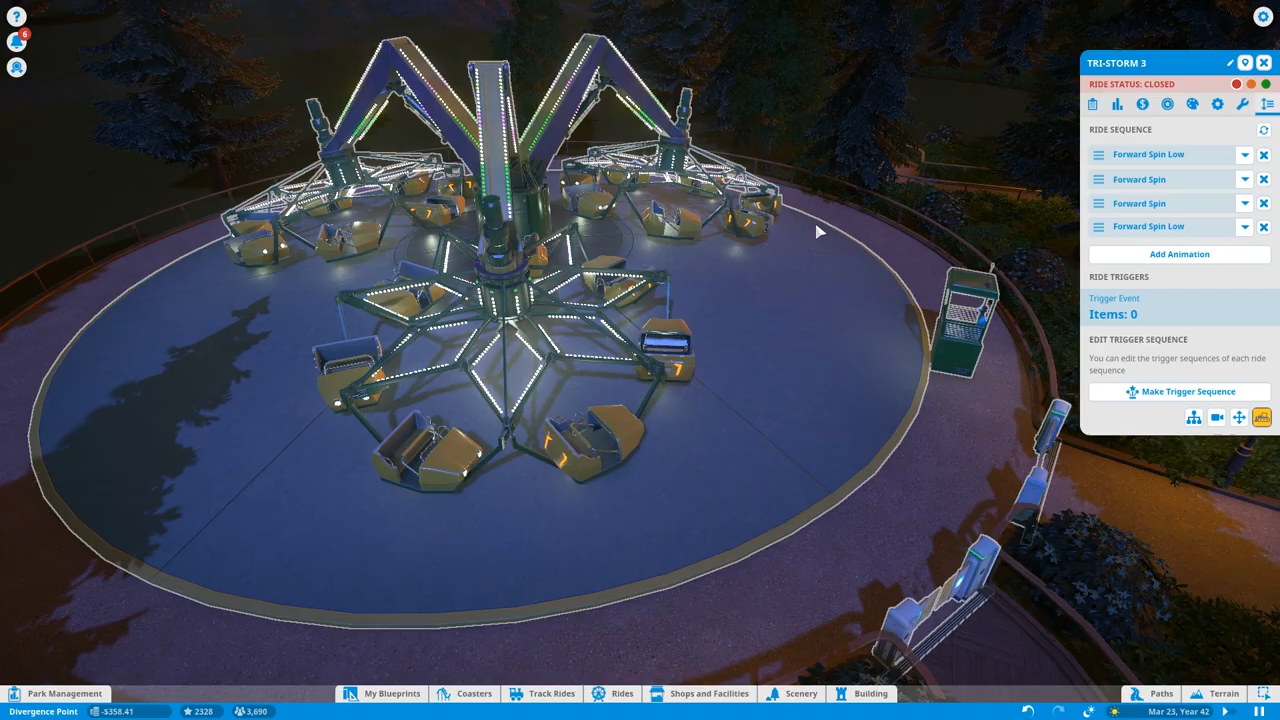 ?
6
TRI-STORM 3
RIDE STATUS: CLOSED
RIDE SEQUENCE
Forward Spin Low
Forward Spin
Forward Spin
Forward Spin Low
Add Animation
RIDE TRIGGERS
Trigger Event
Items: 0
EDIT TRIGGER SEQUENCE
You can edit the trigger sequences of each ride
sequence
Make Trigger Sequence
7
7
Park Management
My Blueprints
Coasters
Track Rides
Rides
Shops and Facilities
Scenery
Building
Paths
Terrain
Divergence Point
-$358.41
2328
3,690
Mar 23, Year 42